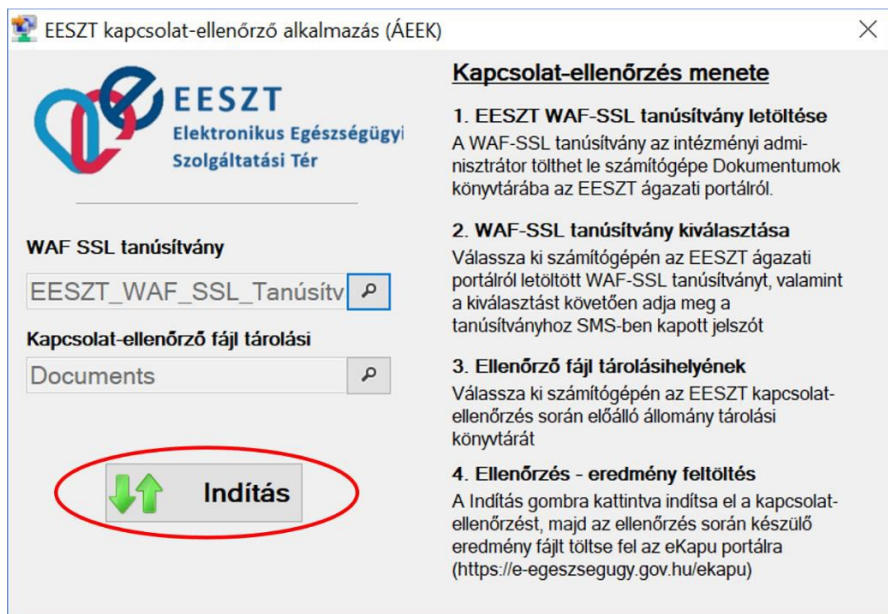 EESZT kapcsolat-ellenőrző alkalmazás (ÁEEK)
EESZT
Elektronikus Egészségügyi
Szolgáltatási Tér
WAF SSL tanúsítvány
EESZT_WAF_SSL_Tanúsítv
Kapcsolat-ellenőrző fájl tárolási
Documents
Indítás
Kapcsolat-ellenőrzés menete
1. EESZT WAF-SSL tanúsítvány letöltése
A WAF-SSL tanúsítvány az intézményi admi-
nisztrátor tölthet le számítógépe Dokumentumok
könyvtárába az EESZT ágazati portálról.
2. WAF-SSL tanúsítvány kiválasztása
Válassza ki számítógépén az EESZT ágazati
portálról letöltött WAF-SSL tanúsítványt, valamint
a kiválasztást követően adja meg a
tanúsítványhoz SMS-ben kapott jelszót
3. Ellenőrző fájl tárolásihelyének
Válassza ki számítógépén az EESZT kapcsolat-
ellenőrzés során előálló állomány tárolási
könyvtárát
4. Ellenőrzés - eredmény feltöltés
A Indítás gombra kattintva indítsa el a kapcsolat-
ellenőrzést, majd az ellenőrzés során készülő
eredmény fájlt töltse fel az eKapu portálra
(https://e-egeszsegugy.gov.hu/ekapu)